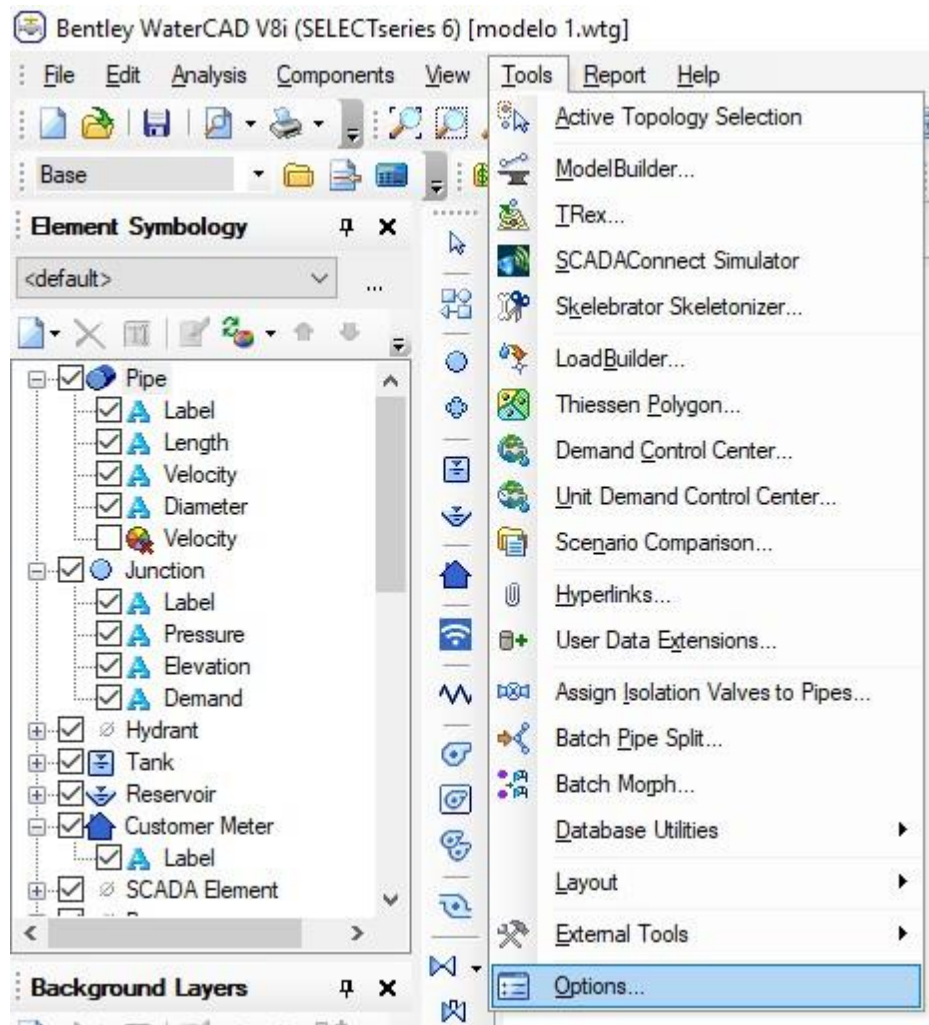 Bentley WaterCAD V8i (SELECTseries 6) [modelo 1.wtg]
File Edit Analysis Components View Tools Report Help
Base
Element Symbology
<default>
...
Pipe
Label
Length
Velocity
Diameter
Velocity
Junction
Label
Pressure
Elevation
Demand
Hydrant
Tank
Reservoir
Customer Meter
Label
SCADA Element
Background Layers
Active Topology Selection
ModelBuilder...
TRex...
SCADAConnect Simulator
Skelebrator Skeletonizer...
LoadBuilder...
Thiessen Polygon...
Demand Control Center...
Unit Demand Control Center...
Scenario Comparison...
Hyperlinks...
User Data Extensions...
Assign Isolation Valves to Pipes...
Batch Pipe Split...
Batch Morph...
Database Utilities
Layout
External Tools
Options...